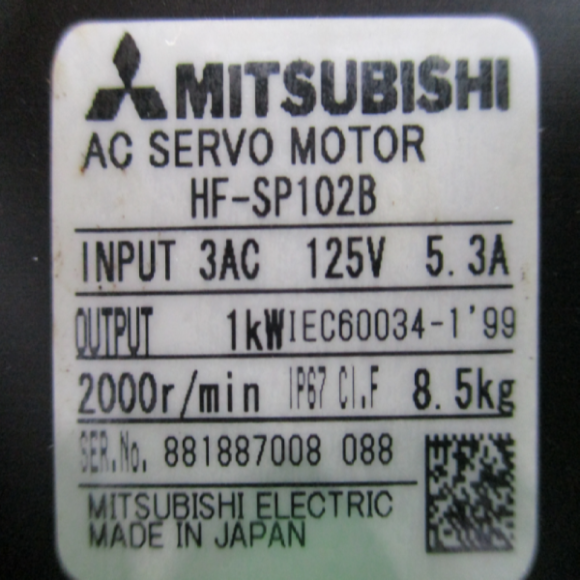 MITSUBISHI
AC SERVO MOTOR
HF-SP102B
INPUT 3AC 125V 5.3A
OUTPUT 1kW IEC60034-1'99
2000r/min IP67 CI.F 8.5kg
SER.No. 881887008 088
MITSUBISHI ELECTRIC
MADE IN JAPAN